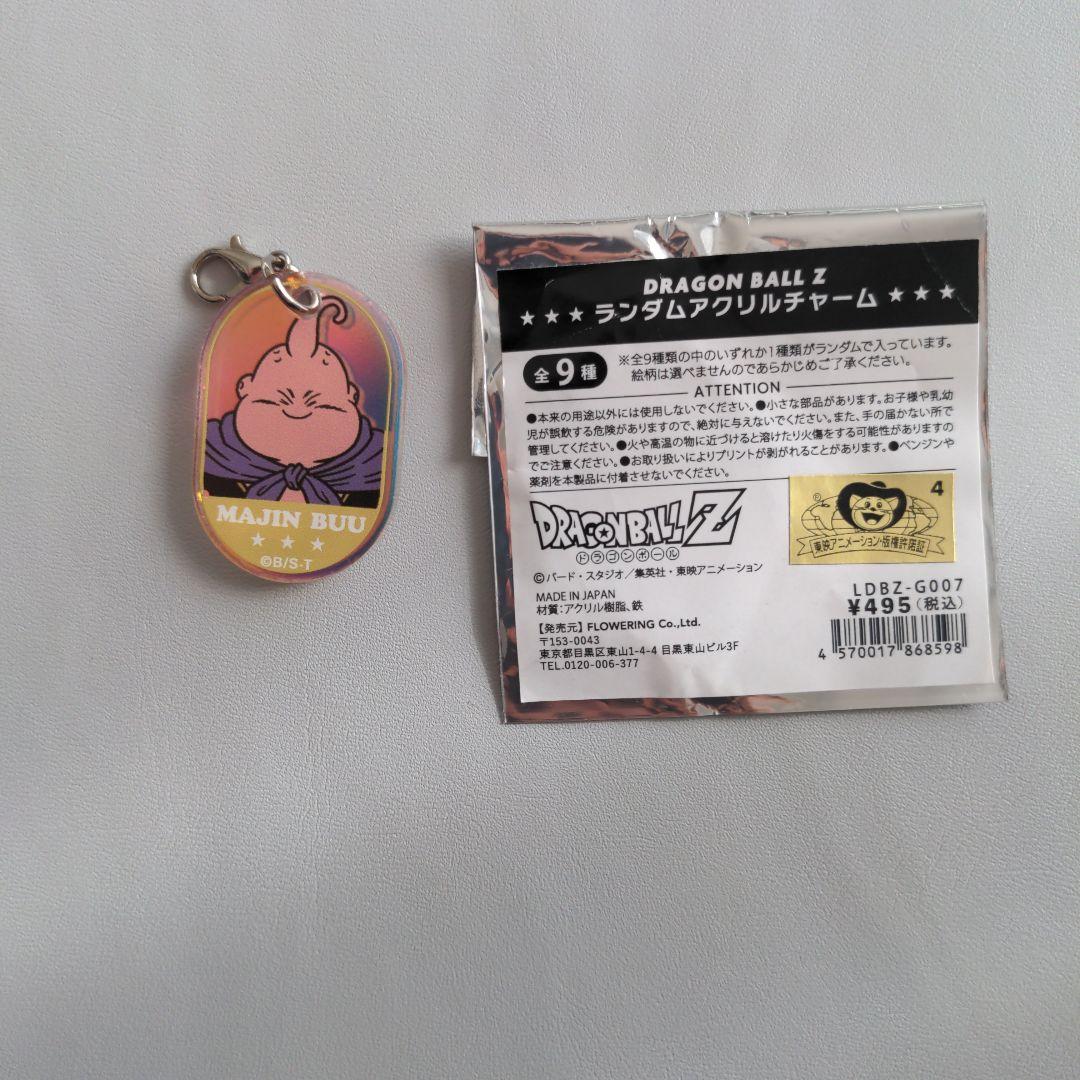 MAJIN BUU
★ ★ ★
©B/S・T
DRAGON BALL Z
★ ★ ★ ランダムアクリルチャーム ★ ★ ★
全9種
※全9種類の中のいずれか1種類がランダムで入っています。
絵柄は選べませんのであらかじめご了承ください。
ATTENTION
●本来の用途以外には使用しないでください。●小さな部品があります。お子様や乳幼
児が誤飲する危険がありますので、絶対に与えないでください。また、手の届かない所で
管理してください。●火や高温の物に近づけると溶けたり火傷をする可能性がありますの
でご注意ください。●お取り扱いによりプリントが剥がれることがあります。●ベンジンや
薬剤を本製品に付着させないでください。
DRAGON BALL Z
ドラゴンボール
©バード・スタジオ／集英社・東映アニメーション
MADE IN JAPAN
材質:アクリル樹脂、鉄
【発売元】FLOWERING Co.,Ltd.
〒153-0043
東京都目黒区東山1-4-4 目黒東山ビル3F
TEL.0120-006-377
® 4
東映アニメーション・版権許諾証
LDBZ-G007
¥495(税込)
4 570017 868598